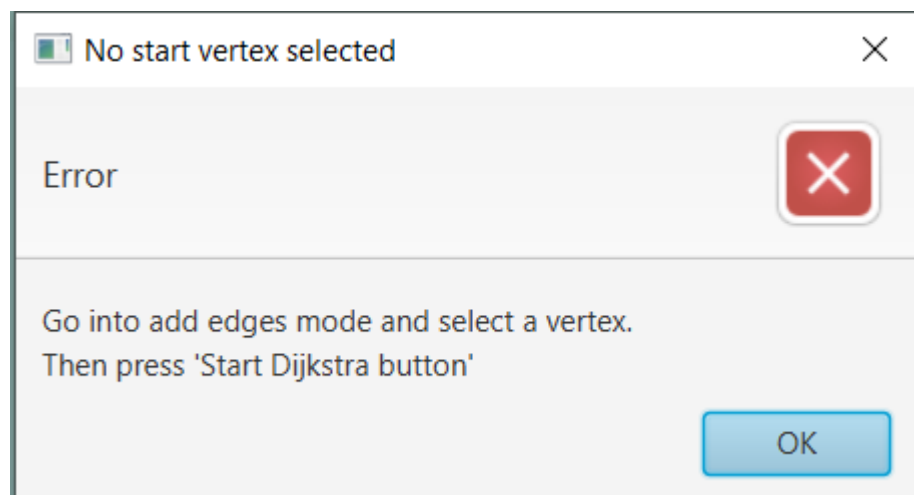 No start vertex selected
Error
Go into add edges mode and select a vertex.
Then press 'Start Dijkstra button'
OK